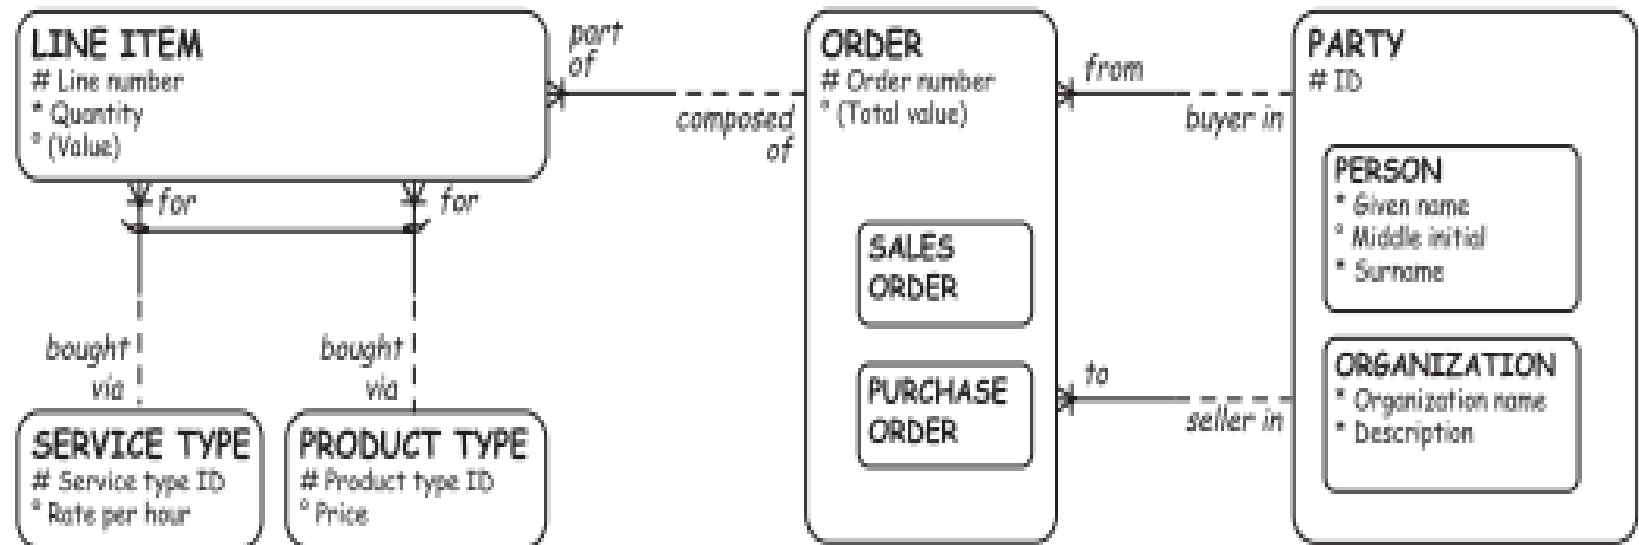 LINE ITEM
# Line number
* Quantity
° (Value)
part
of
composed
of
ORDER
# Order number
° (Total value)
SALES
ORDER
PURCHASE
ORDER
from
buyer in
to
seller in
PARTY
# ID
PERSON
* Given name
° Middle initial
* Surname
ORGANIZATION
* Organization name
* Description
for
for
bought
via
bought
via
SERVICE TYPE
# Service type ID
° Rate per hour
PRODUCT TYPE
# Product type ID
° Price